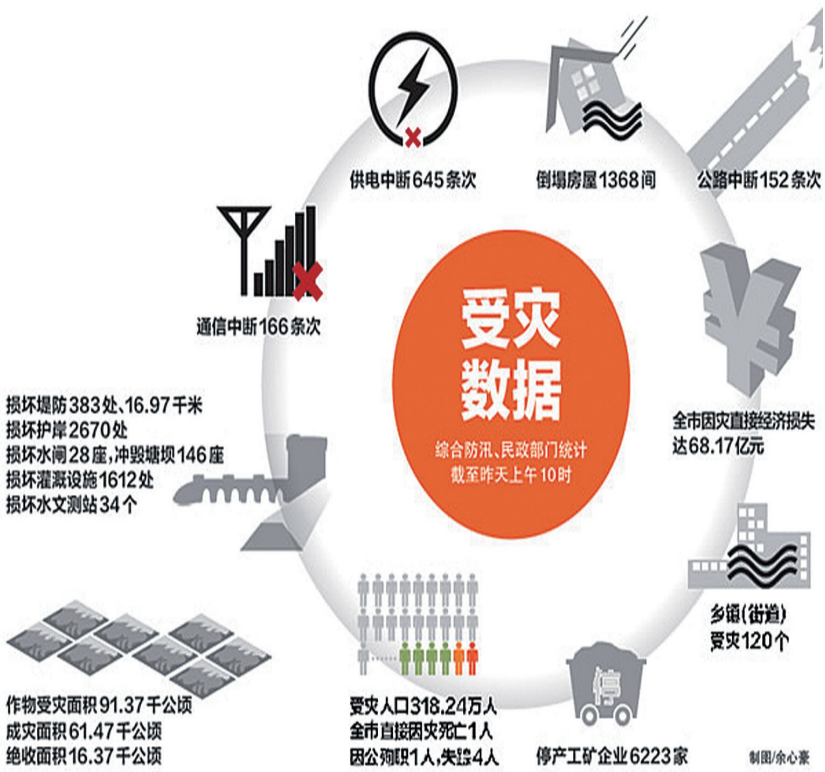 供电中断645条次
倒塌房屋1368间
公路中断152条次
通信中断166条次
受灾
数据
综合防汛、民政部门统计
截至昨天上午10时
全市因灾直接经济损失
达68.17亿元
损坏堤防383处、16.97千米
损坏护岸2670处
损坏水闸28座,冲毁塘坝146座
损坏灌溉设施1612处
损坏水文测站34个
乡镇(街道)
受灾120个
作物受灾面积91.37千公顷
成灾面积61.47千公顷
绝收面积16.37千公顷
受灾人口318.24万人
全市直接因灾死亡1人
因公殉职1人,失踪4人
停
停产工矿企业6223家
制图/余心豪